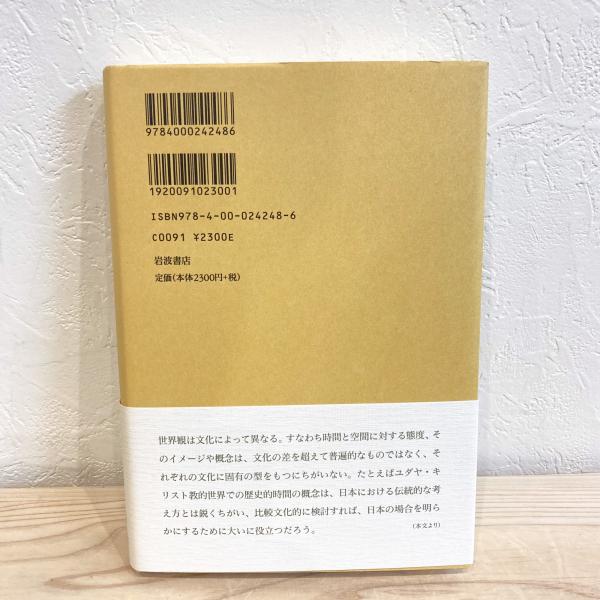 9784000242486
1920091023001
ISBN978-4-00-024248-6
C0091 ¥2300E
岩波書店
定価(本体2300円+税)
世界観は文化によって異なる。すなわち時間と空間に対する態度、そ
のイメージや概念は、文化の差を超えて普遍的なものではなく、それ
ぞれの文化に固有の型をもつにちがいない。たとえばユダヤ・キ
リスト教的世界での歴史的時間の概念は、日本における伝統的な考
え方とは鋭くちがい、比較文化的に検討すれば、日本の場合を明ら
かにするために大いに役立つだろう。
(本文より)